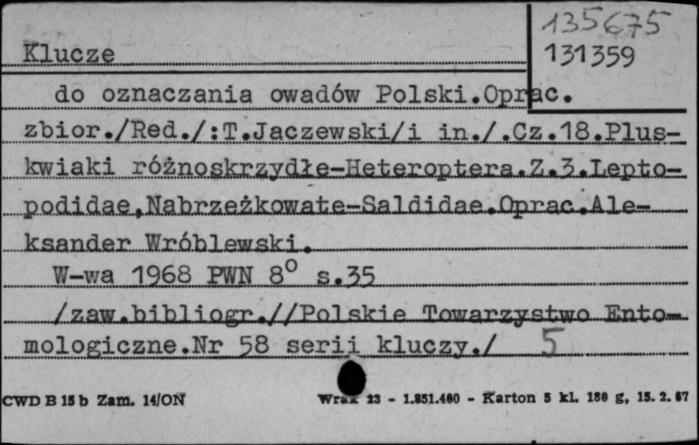 135675
Klucze 131359
do oznaczania owadów Polski.Oprac.
zbior./Red./:T.Jaczewski/i in./.Cz.18.Plus-
kwiaki różnoskrzydłe-Heteroptera.Z.3.Lepto-
podidae,Nabrzeżkowate-Saldidae.Oprac.Ale-
ksander Wróblewski.
W-wa 1968 PWN 8° s.35
/zaw.bibliogr.//Polskie Towarzystwo Ento-
mologiczne.Nr 58 serii kluczy./ 5
CWD B 15 b Zam. 14/ON Wrak 23 - 1.851.400 - Karton 5 kl. 180 g, 15. 2. 67